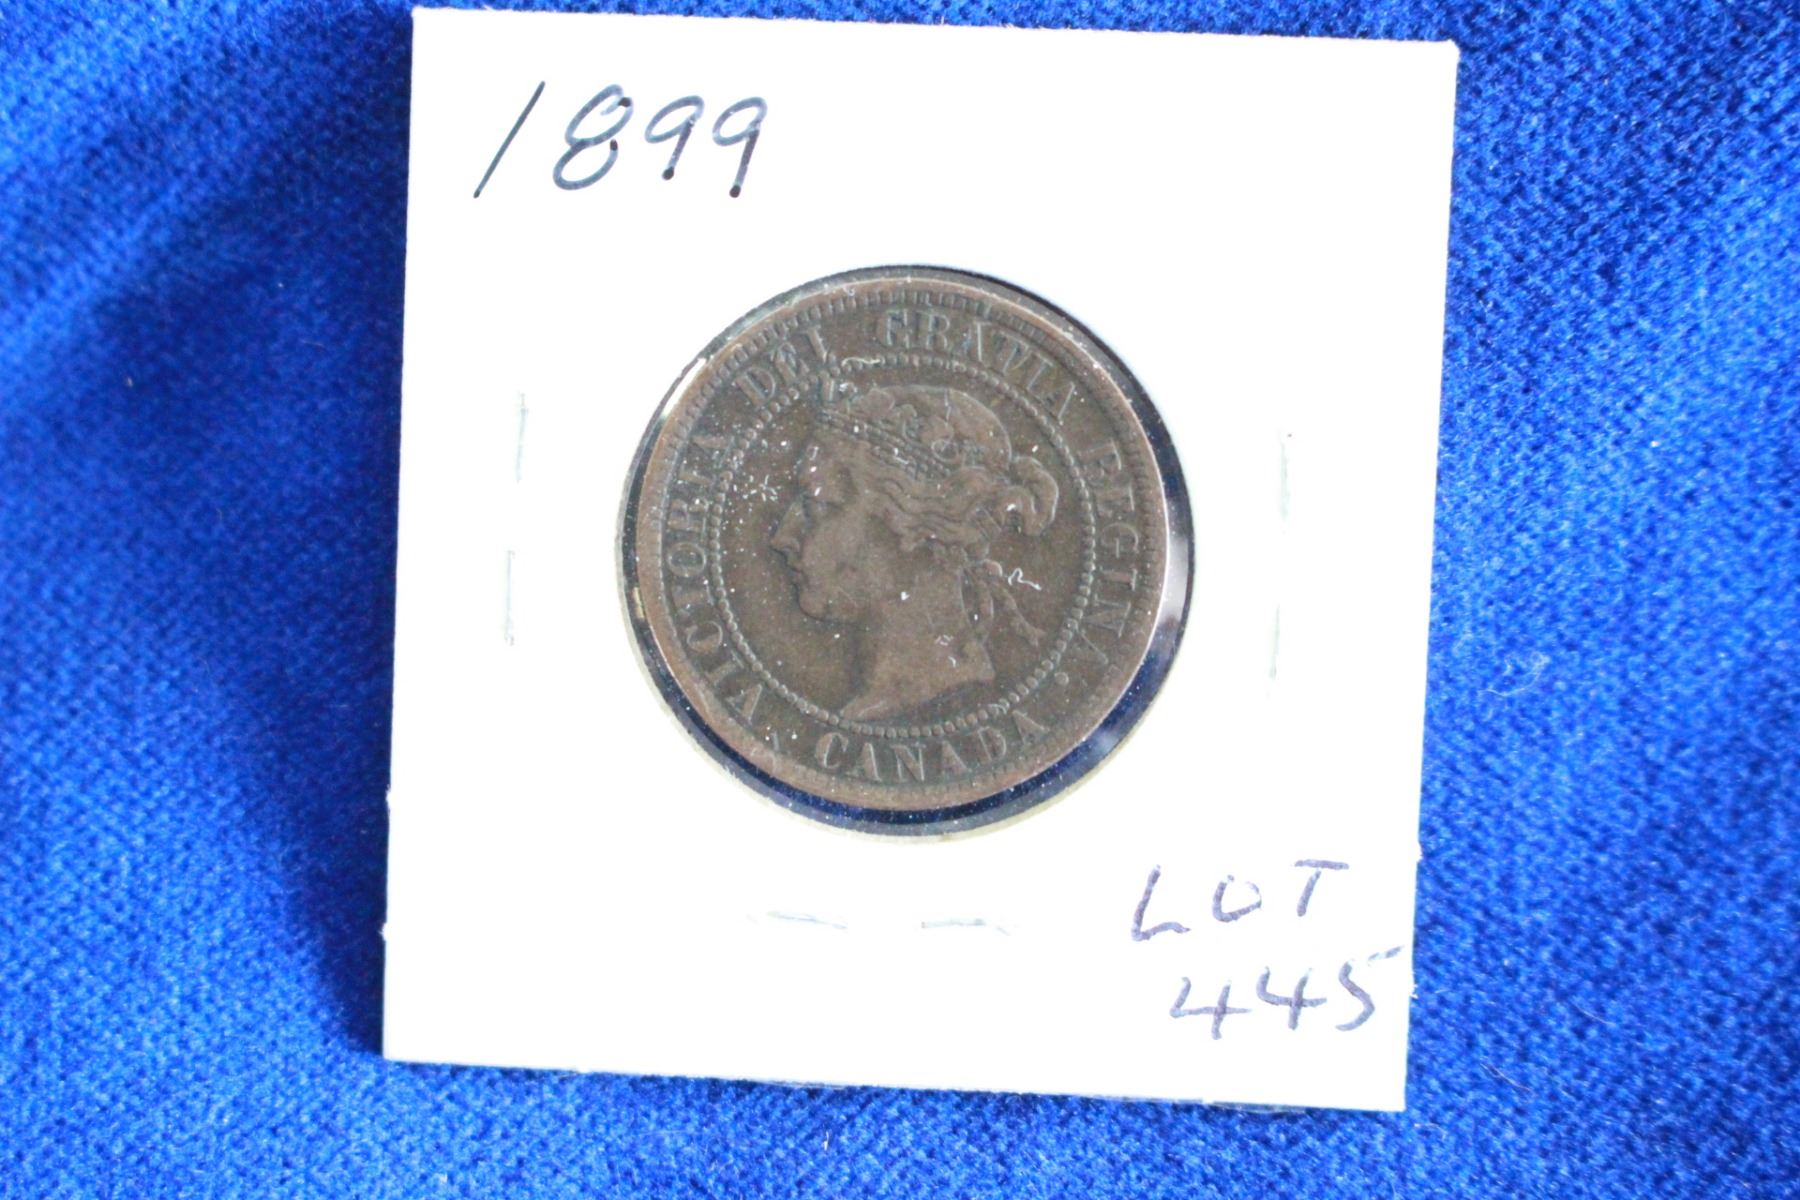 1899
VICTORIA DEI GRATIA REGINA.
CANADA
LOT
445